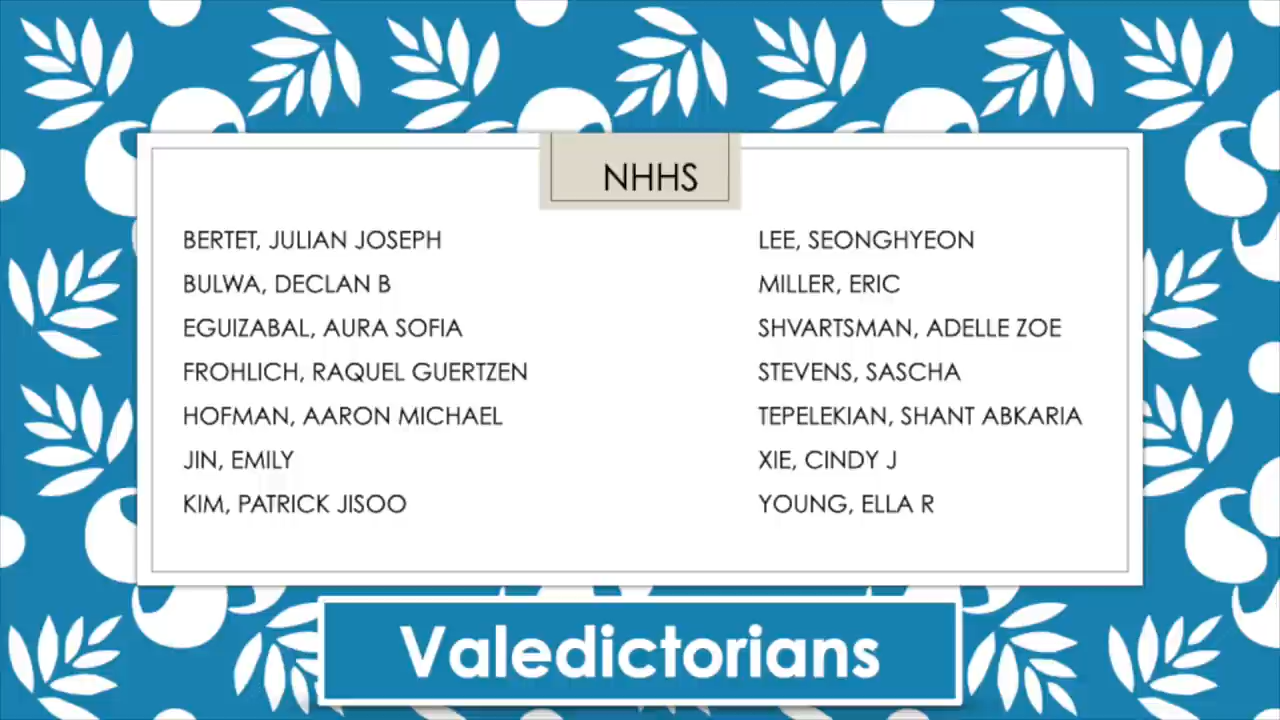 NHHS
BERTET, JULIAN JOSEPH
BULWA, DECLAN B
EGUIZABAL, AURA SOFIA
FROHLICH, RAQUEL GUERTZEN
HOFMAN, AARON MICHAEL
JIN, EMILY
KIM, PATRICK JISOO
LEE, SEONGHYEON
MILLER, ERIC
SHVARTSMAN, ADELLE ZOE
STEVENS, SASCHA
TEPELEKIAN, SHANT ABKARIA
XIE, CINDY J
YOUNG, ELLA R
Valedictorians